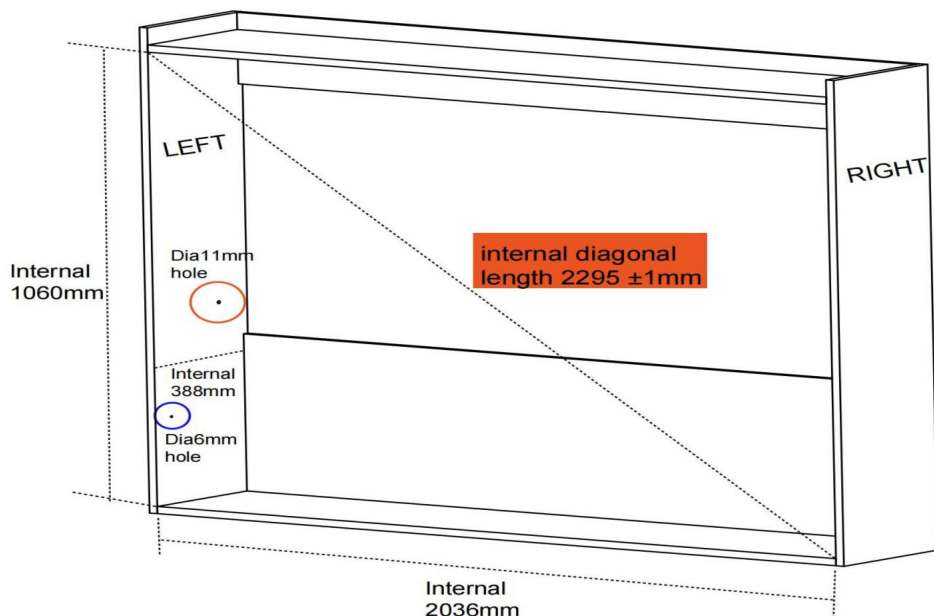 LEFT
RIGHT
Dia11mm
hole
internal diagonal
length 2295 ±1mm
Internal
1060mm
Internal
388mm
Dia6mm
hole
Internal
2036mm